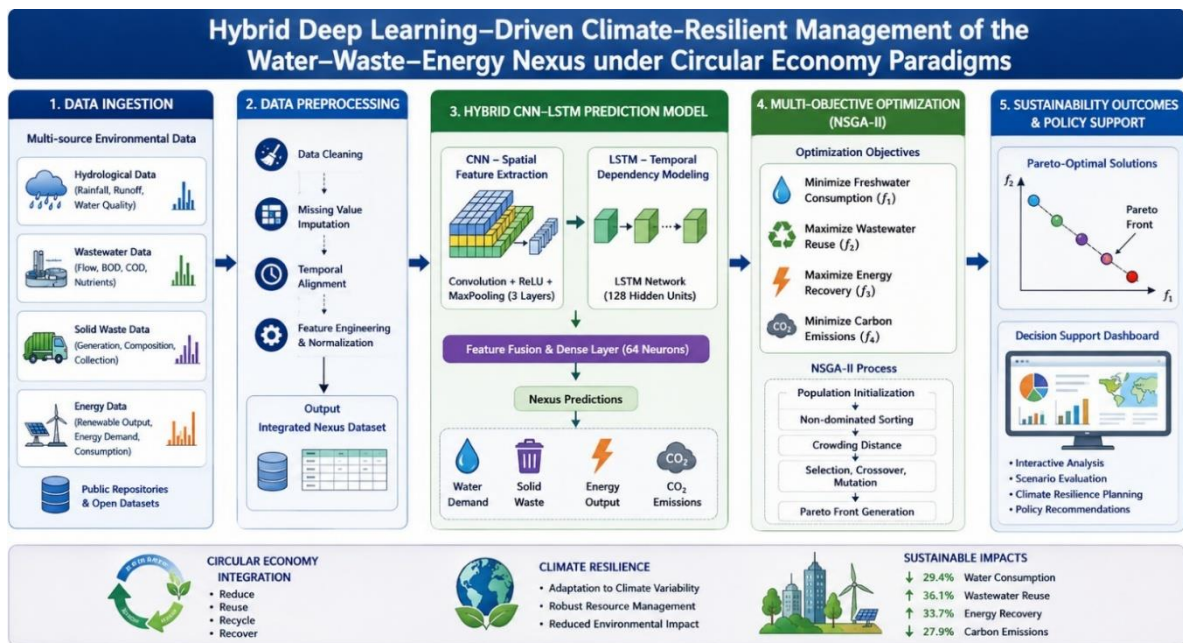 Hybrid Deep Learning–Driven Climate-Resilient Management of the
Water–Waste–Energy Nexus under Circular Economy Paradigms
1. DATA INGESTION
Multi-source Environmental Data
Hydrological Data
(Rainfall, Runoff,
Water Quality)
Wastewater Data
(Flow, BOD, COD,
Nutrients)
Solid Waste Data
(Generation, Composition,
Collection)
Energy Data
(Renewable Output,
Energy Demand,
Consumption)
Public Repositories
& Open Datasets
2. DATA PREPROCESSING
Data Cleaning
Missing Value
Imputation
Temporal
Alignment
Feature Engineering
& Normalization
Output
Integrated Nexus Dataset
3. HYBRID CNN–LSTM PREDICTION MODEL
CNN – Spatial
Feature Extraction
Convolution + ReLU +
MaxPooling (3 Layers)
LSTM – Temporal
Dependency Modeling
LSTM Network
(128 Hidden Units)
Feature Fusion & Dense Layer (64 Neurons)
Nexus Predictions
Water
Demand
Solid
Waste
Energy
Output
CO2
CO₂
Emissions
4. MULTI-OBJECTIVE OPTIMIZATION
(NSGA-II)
Optimization Objectives
Minimize Freshwater
Consumption (f₁)
Maximize Wastewater
Reuse (f₂)
Maximize Energy
Recovery (f₃)
CO2
Minimize Carbon
Emissions (f₄)
NSGA-II Process
Population Initialization
Non-dominated Sorting
Crowding Distance
Selection, Crossover,
Mutation
Pareto Front Generation
5. SUSTAINABILITY OUTCOMES
& POLICY SUPPORT
Pareto-Optimal Solutions
f₂
Pareto
Front
f₁
Decision Support Dashboard
• Interactive Analysis
• Scenario Evaluation
• Climate Resilience Planning
• Policy Recommendations
CIRCULAR ECONOMY
INTEGRATION
• Reduce
• Reuse
• Recycle
• Recover
CLIMATE RESILIENCE
• Adaptation to Climate Variability
• Robust Resource Management
• Reduced Environmental Impact
SUSTAINABLE IMPACTS
↓ 29.4% Water Consumption
↑ 36.1% Wastewater Reuse
↑ 33.7% Energy Recovery
↓ 27.9% Carbon Emissions